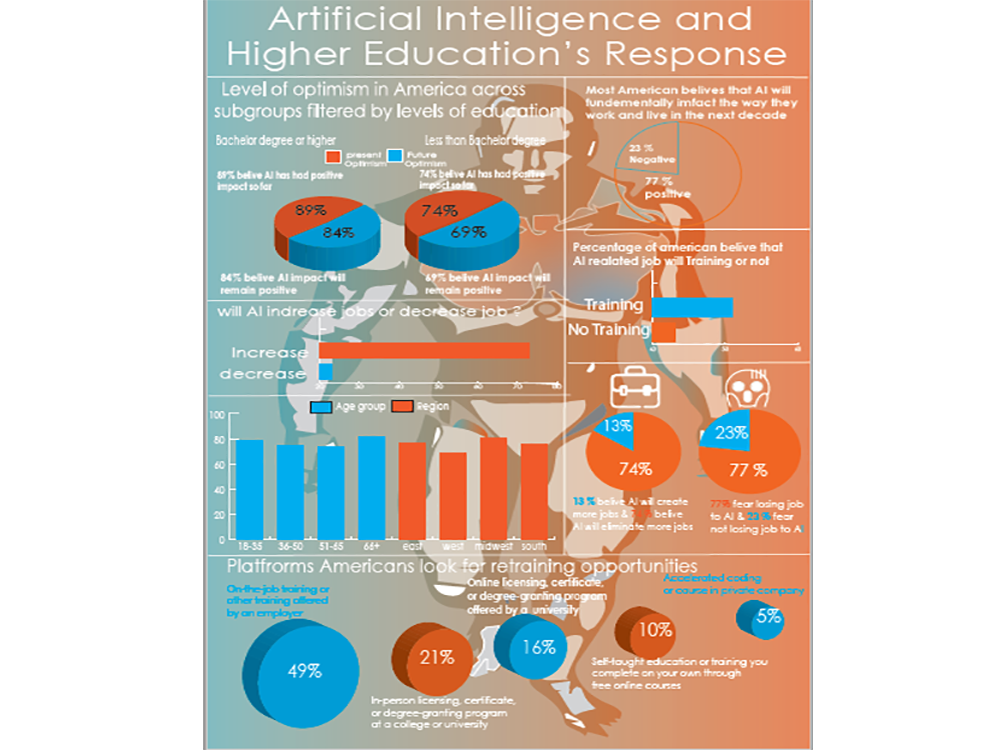 Artificial Intelligence and
Higher Education's Response
Level of optimism in America across
subgroups filtered by levels of education
Bachelor degree or higher
Less than Bachelor degree
present Optimism
Future Optimism
89% belive AI has had positive
impact so far
74% belive AI has had positive
impact so far
89%
84%
74%
69%
84% belive AI impact will
remain positive
69% belive AI impact will
remain positive
Most American belives that AI will
fundementally imfact the way they
work and live in the next decade
23 %
Negative
77 %
positive
Percentage of american belive that
AI realated job will Training or not
Training
No Training
will AI increase jobs or decrease job ?
Increase
decrease
Age group
Region
100
80
60
40
20
0
18-35
36-50
51-65
66+
east
west
midwest
south
13%
74%
23%
77 %
13 % belive AI will create
more jobs & belive
AI will eliminate more jobs
77% fear losing job
to AI & 23 % fear
not losing job to AI
Platfroms Americans look for retraining opportunities
On-the-job training or
other training offered
by an employer
Online licensing, certificate,
or degree-granting program
offered by a university
Accelerated coding
or course in private company
49%
21%
16%
10%
5%
In-person licensing, certificate,
or degree-granting program
at a college or university
Self-taught education or training you
complete on your own through
free online courses